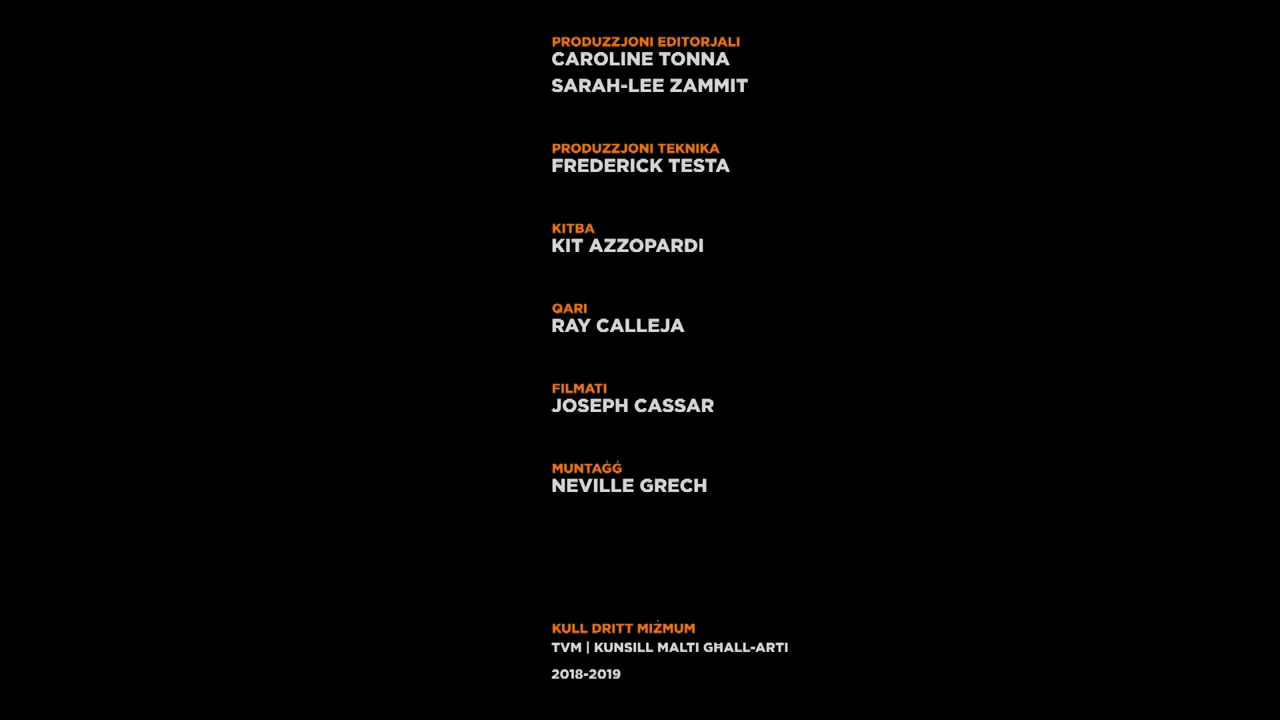 PRODUZZJONI EDITORJALI
CAROLINE TONNA
SARAH-LEE ZAMMIT
PRODUZZJONI TEKNIKA
FREDERICK TESTA
KITBA
KIT AZZOPARDI
QARI
RAY CALLEJA
FILMATI
JOSEPH CASSAR
MUNTAĠĠ
NEVILLE GRECH
KULL DRITT MIŻMUM
TVM | KUNSILL MALTI GĦALL-ARTI
2018-2019